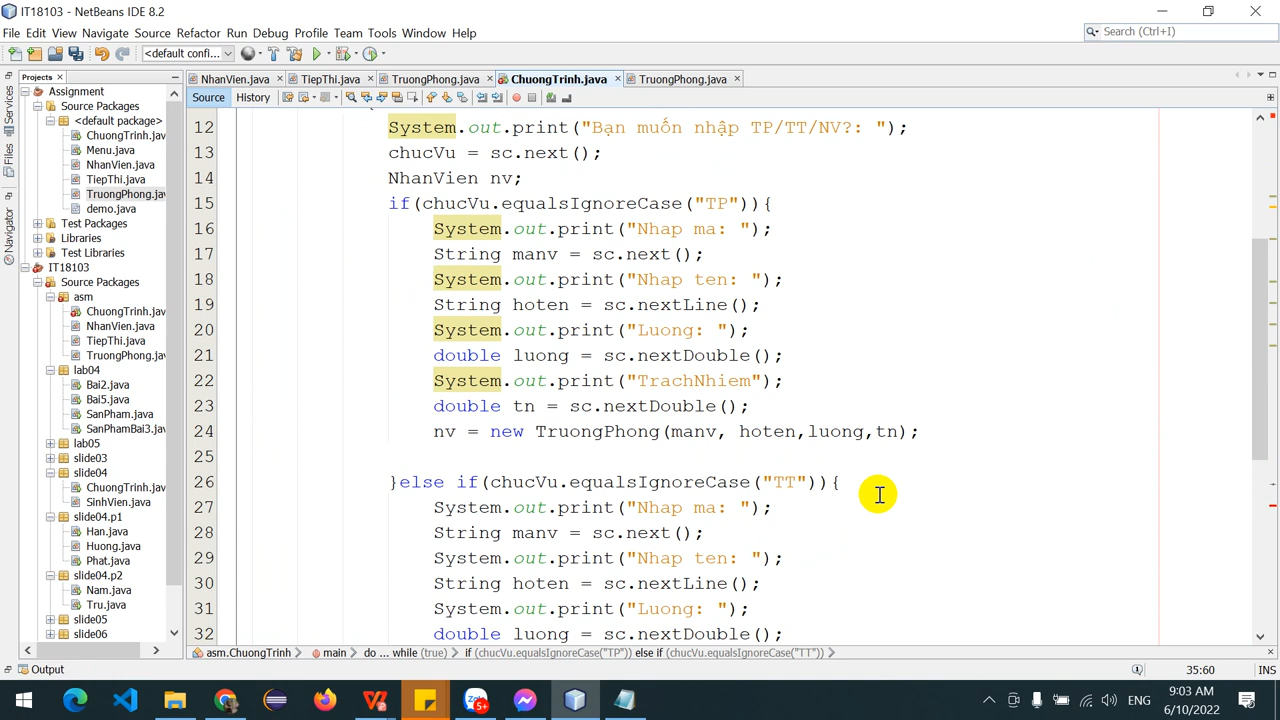 IT18103 - NetBeans IDE 8.2
File Edit View Navigate Source Refactor Run Debug Profile Team Tools Window Help
Search (Ctrl+I)
<default confi...
Projects
NhanVien.java
TiepThi.java
TruongPhong.java
ChuongTrinh.java
TruongPhong.java
Source
History
Services
Files
Navigator
Assignment
Source Packages
<default package>
ChuongTrinh.jav
Menu.java
NhanVien.java
TiepThi.java
TruongPhong.jav
demo.java
Test Packages
Libraries
Test Libraries
IT18103
Source Packages
asm
ChuongTrinh.jav
NhanVien.java
TiepThi.java
TruongPhong.jav
lab04
Bai2.java
Bai5.java
SanPham.java
SanPhamBai3.jav
lab05
slide03
slide04
ChuongTrinh.jav
SinhVien.java
slide04.p1
Han.java
Huong.java
Phat.java
slide04.p2
Nam.java
Tru.java
slide05
slide06
12 System.out.print("Bạn muốn nhập TP/TT/NV?: ");
13 chucVu = sc.next();
14 NhanVien nv;
15 if(chucVu.equalsIgnoreCase("TP")){
16 System.out.print("Nhap ma: ");
17 String manv = sc.next();
18 System.out.print("Nhap ten: ");
19 String hoten = sc.nextLine();
20 System.out.print("Luong: ");
21 double luong = sc.nextDouble();
22 System.out.print("TrachNhiem");
23 double tn = sc.nextDouble();
24 nv = new TruongPhong(manv, hoten,luong,tn);
25
26 }else if(chucVu.equalsIgnoreCase("TT")){
27 System.out.print("Nhap ma: ");
28 String manv = sc.next();
29 System.out.print("Nhap ten: ");
30 String hoten = sc.nextLine();
31 System.out.print("Luong: ");
32 double luong = sc.nextDouble();
asm.ChuongTrinh
main
do ... while (true)
if (chucVu.equalsIgnoreCase("TP")) else if (chucVu.equalsIgnoreCase("TT"))
Output
35:60
INS
5+
ENG
9:03 AM
6/10/2022